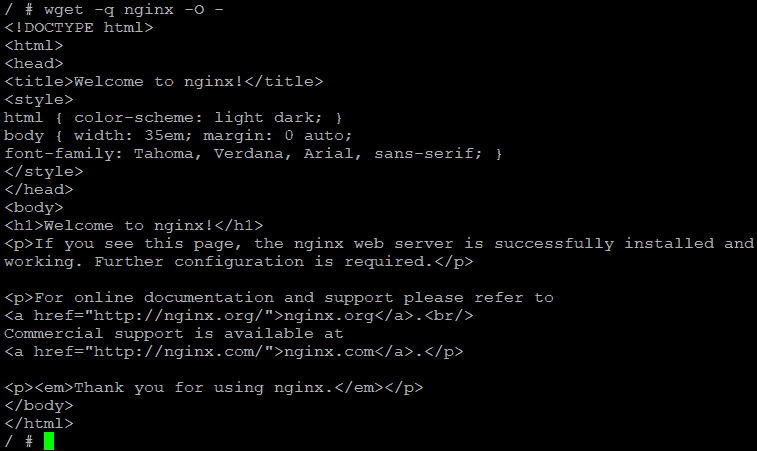 / # wget -q nginx -O -
<!DOCTYPE html>
<html>
<head>
<title>Welcome to nginx!</title>
<style>
html { color-scheme: light dark; }
body { width: 35em; margin: 0 auto;
font-family: Tahoma, Verdana, Arial, sans-serif; }
</style>
</head>
<body>
<h1>Welcome to nginx!</h1>
<p>If you see this page, the nginx web server is successfully installed and
working. Further configuration is required.</p>

<p>For online documentation and support please refer to
<a href="http://nginx.org/">nginx.org</a>.<br/>
Commercial support is available at
<a href="http://nginx.com/">nginx.com</a>.</p>

<p><em>Thank you for using nginx.</em></p>
</body>
</html>
/ #